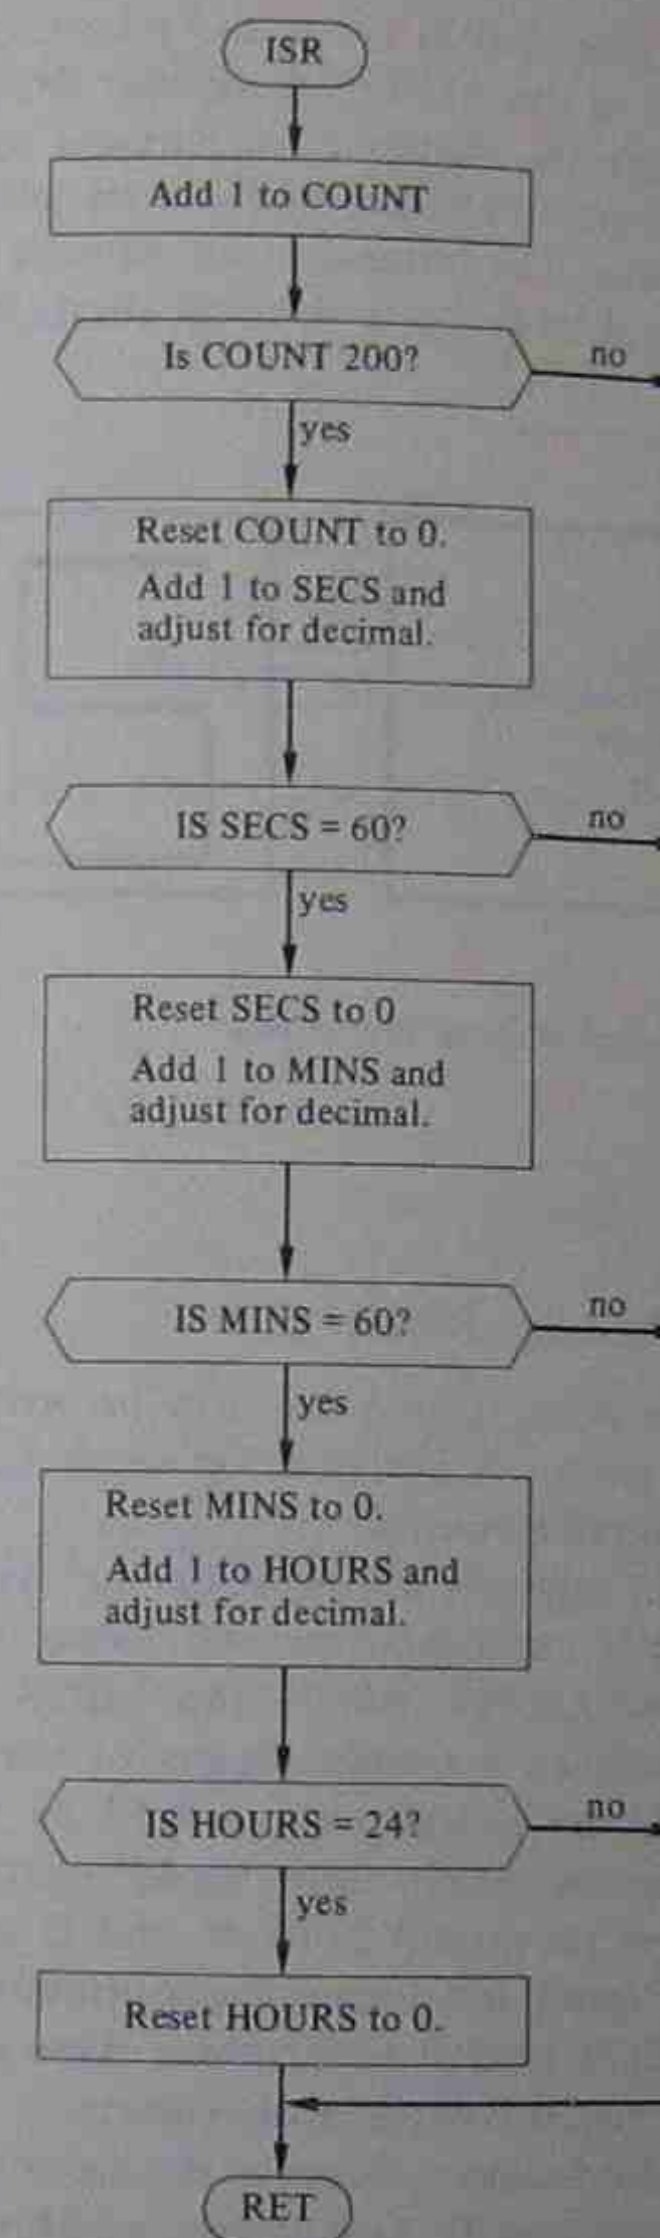 ISR
Add 1 to COUNT
Is COUNT 200?
no
yes
Reset COUNT to 0.
Add 1 to SECS and
adjust for decimal.
IS SECS = 60?
no
yes
Reset SECS to 0
Add 1 to MINS and
adjust for decimal.
IS MINS = 60?
no
yes
Reset MINS to 0.
Add 1 to HOURS and
adjust for decimal.
IS HOURS = 24?
no
yes
Reset HOURS to 0.
RET